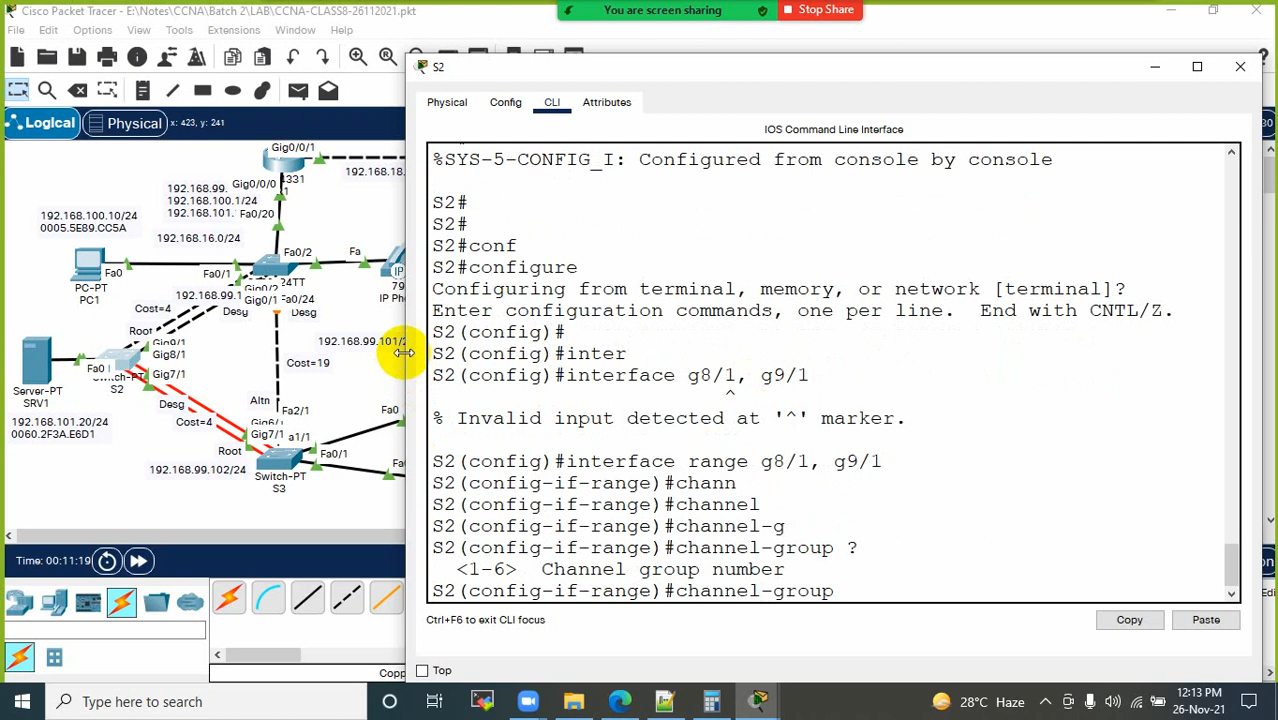 Cisco Packet Tracer - E:\Notes\CCNA\Batch 2\LAB\CCNA-CLASS8-26112021.pkt
You are screen sharing
Stop Share
File Edit Options View Tools Extensions Window Help
S2
Physical Config CLI Attributes
IOS Command Line Interface
Logical
Physical
x: 423, y: 241
Gig0/0/1
192.168.18.
4331
192.168.99.
Gig0/0/0
192.168.100.1/24
192.168.101.
Fa0/20
192.168.100.10/24
0005.5E89.CC5A
192.168.16.0/24
Fa0/2
Fa
Fa0
Fa0/1
24TT
IP
79
IP Pho
PC-PT
PC1
Gig0/2
192.168.99.1
Gig0/1
Fa0/24
Desg
Desg
Cost=4
Root
192.168.99.101/2
Gig9/1
Gig8/1
Fa0
Switch-PT
S2
Gig7/1
Cost=19
Server-PT
SRV1
Desg
Altn
Cost=4
Fa2/1
Fa0
192.168.101.20/24
0060.2F3A.E6D1
Gig6/
Gig7/1
a1/1
Root
Fa0/1
192.168.99.102/24
Switch-PT
S3
Fa
%SYS-5-CONFIG_I: Configured from console by console
S2#
S2#
S2#conf
S2#configure
Configuring from terminal, memory, or network [terminal]?
Enter configuration commands, one per line.  End with CNTL/Z.
S2(config)#
S2(config)#inter
S2(config)#interface g8/1, g9/1
^
% Invalid input detected at '^' marker.
S2(config)#interface range g8/1, g9/1
S2(config-if-range)#chann
S2(config-if-range)#channel
S2(config-if-range)#channel-g
S2(config-if-range)#channel-group ?
<1-6>  Channel group number
S2(config-if-range)#channel-group
Ctrl+F6 to exit CLI focus
Copy
Paste
Top
Time: 00:11:19
Copp
28°C Haze
12:13 PM
26-Nov-21
Type here to search